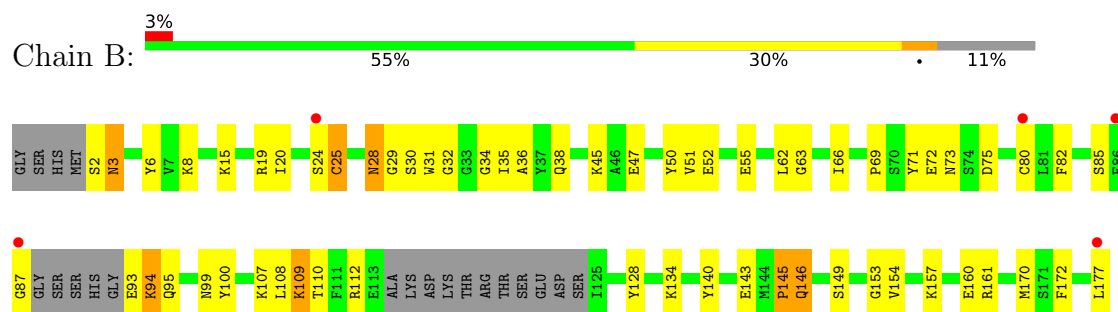 3%
Chain B:
55% 30% • 11%
GLY SER HIS MET S2 N3 Y6 V7 K8 K15 R19 I20 S24 C25 N28 G29 S30 W31 G32 G33 G34 I35 A36 Y37 Q38 K45 A46 E47 Y50 V51 E52 E55 L62 G63 I66 P69 S70 Y71 E72 N73 S74 D75 C80 L81 F82 S85 E86
G87 GLY SER SER HIS GLY E93 K94 Q95 N99 Y100 K107 L108 K109 T110 F111 R112 E113 ALA LYS ASP LYS THR ARG THR SER GLU ASP SER I125 Y128 K134 Y140 E143 M144 P145 Q146 S149 G153 V154 K157 E160 R161 M170 S171 F172 L177